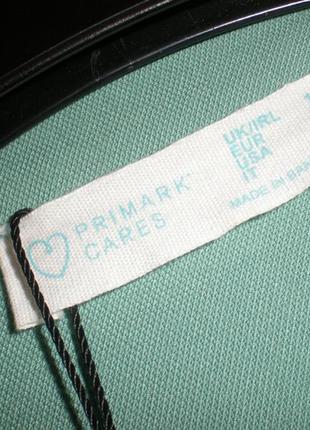 PRIMARK
CARES
UK/IRL
EUR
USA
IT
MADE IN